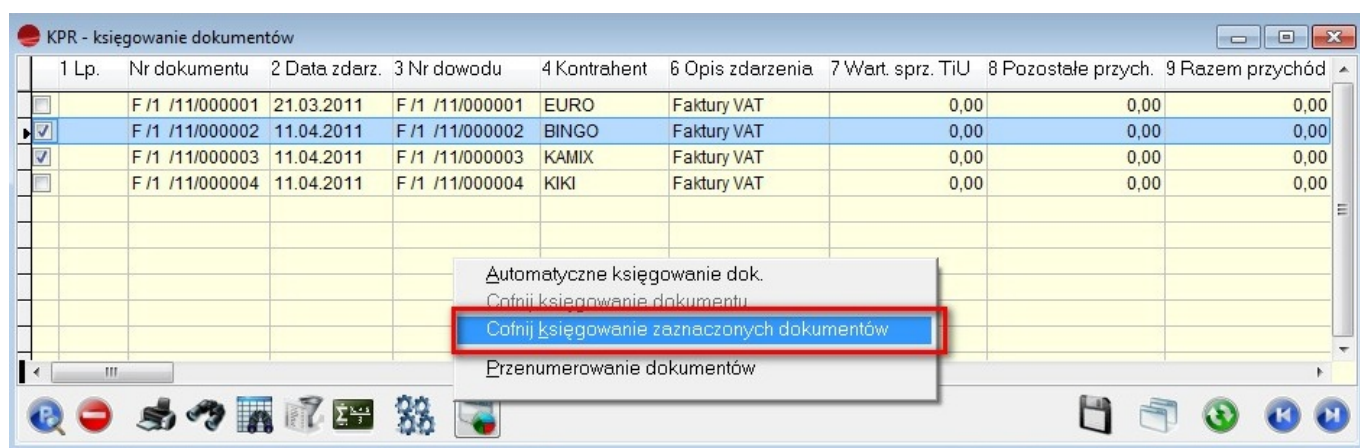 KPR - księgowanie dokumentów
1 Lp. Nr dokumentu 2 Data zdarz. 3 Nr dowodu 4 Kontrahent 6 Opis zdarzenia 7 Wart. sprz. TiU 8 Pozostałe przych. 9 Razem przychód
F /1 /11/000001 21.03.2011 F /1 /11/000001 EURO Faktury VAT 0,00 0,00 0,00
F /1 /11/000002 11.04.2011 F /1 /11/000002 BINGO Faktury VAT 0,00 0,00 0,00
F /1 /11/000003 11.04.2011 F /1 /11/000003 KAMIX Faktury VAT 0,00 0,00 0,00
F /1 /11/000004 11.04.2011 F /1 /11/000004 KIKI Faktury VAT 0,00 0,00 0,00
Automatyczne księgowanie dok.
Cofnij księgowanie dokumentu
Cofnij księgowanie zaznaczonych dokumentów
Przenumerowanie dokumentów